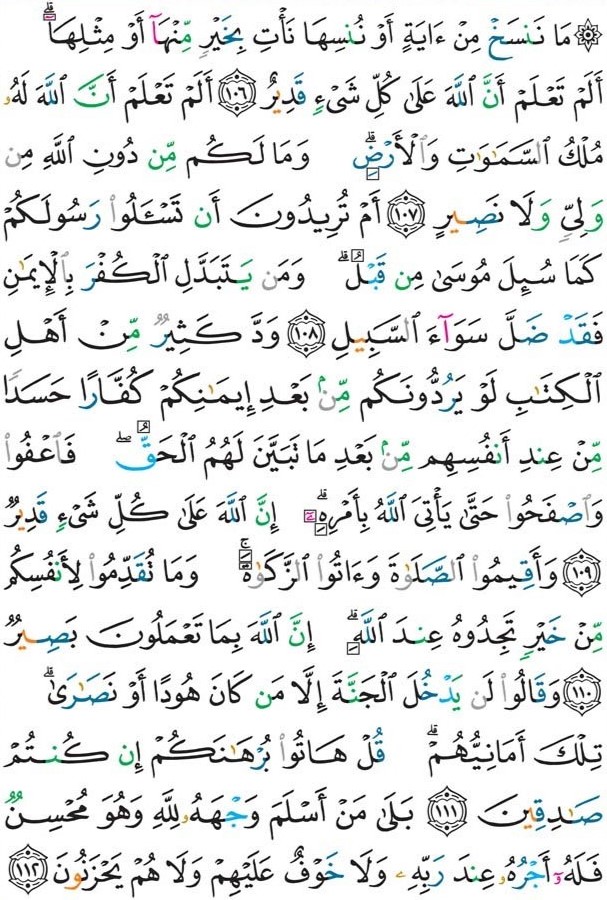 ۞ مَا نَنسَخْ مِنْ ءَايَةٍ أَوْ نُنسِهَا نَأْتِ بِخَيْرٍ مِّنْهَآ أَوْ مِثْلِهَآ ۗ
أَلَمْ تَعْلَمْ أَنَّ ٱللَّهَ عَلَىٰ كُلِّ شَىْءٍ قَدِيرٌ ١٠٦ أَلَمْ تَعْلَمْ أَنَّ ٱللَّهَ لَهُۥ
مُلْكُ ٱلسَّمَـٰوَٰتِ وَٱلْأَرْضِ ۗ وَمَا لَكُم مِّن دُونِ ٱللَّهِ مِن
وَلِىٍّ وَلَا نَصِيرٍ ١٠٧ أَمْ تُرِيدُونَ أَن تَسْـَٔلُوا۟ رَسُولَكُمْ
كَمَا سُئِلَ مُوسَىٰ مِن قَبْلُ ۗ وَمَن يَتَبَدَّلِ ٱلْكُفْرَ بِٱلْإِيمَـٰنِ
فَقَدْ ضَلَّ سَوَآءَ ٱلسَّبِيلِ ١٠٨ وَدَّ كَثِيرٌ مِّنْ أَهْلِ
ٱلْكِتَـٰبِ لَوْ يَرُدُّونَكُم مِّنۢ بَعْدِ إِيمَـٰنِكُمْ كُفَّارًا حَسَدًا
مِّنْ عِندِ أَنفُسِهِم مِّنۢ بَعْدِ مَا تَبَيَّنَ لَهُمُ ٱلْحَقُّ ۖ فَٱعْفُوا۟
وَٱصْفَحُوا۟ حَتَّىٰ يَأْتِىَ ٱللَّهُ بِأَمْرِهِۦٓ ۗ إِنَّ ٱللَّهَ عَلَىٰ كُلِّ شَىْءٍ قَدِيرٌ
١٠٩ وَأَقِيمُوا۟ ٱلصَّلَوٰةَ وَءَاتُوا۟ ٱلزَّكَوٰةَ ۚ وَمَا تُقَدِّمُوا۟ لِأَنفُسِكُم
مِّنْ خَيْرٍ تَجِدُوهُ عِندَ ٱللَّهِ ۗ إِنَّ ٱللَّهَ بِمَا تَعْمَلُونَ بَصِيرٌ
١١٠ وَقَالُوا۟ لَن يَدْخُلَ ٱلْجَنَّةَ إِلَّا مَن كَانَ هُودًا أَوْ نَصَـٰرَىٰ ۗ
تِلْكَ أَمَانِيُّهُمْ ۗ قُلْ هَاتُوا۟ بُرْهَـٰنَكُمْ إِن كُنتُمْ
صَـٰدِقِينَ ١١١ بَلَىٰ مَنْ أَسْلَمَ وَجْهَهُۥ لِلَّهِ وَهُوَ مُحْسِنٌ
فَلَهُۥٓ أَجْرُهُۥ عِندَ رَبِّهِۦ وَلَا خَوْفٌ عَلَيْهِمْ وَلَا هُمْ يَحْزَنُونَ ١١٢